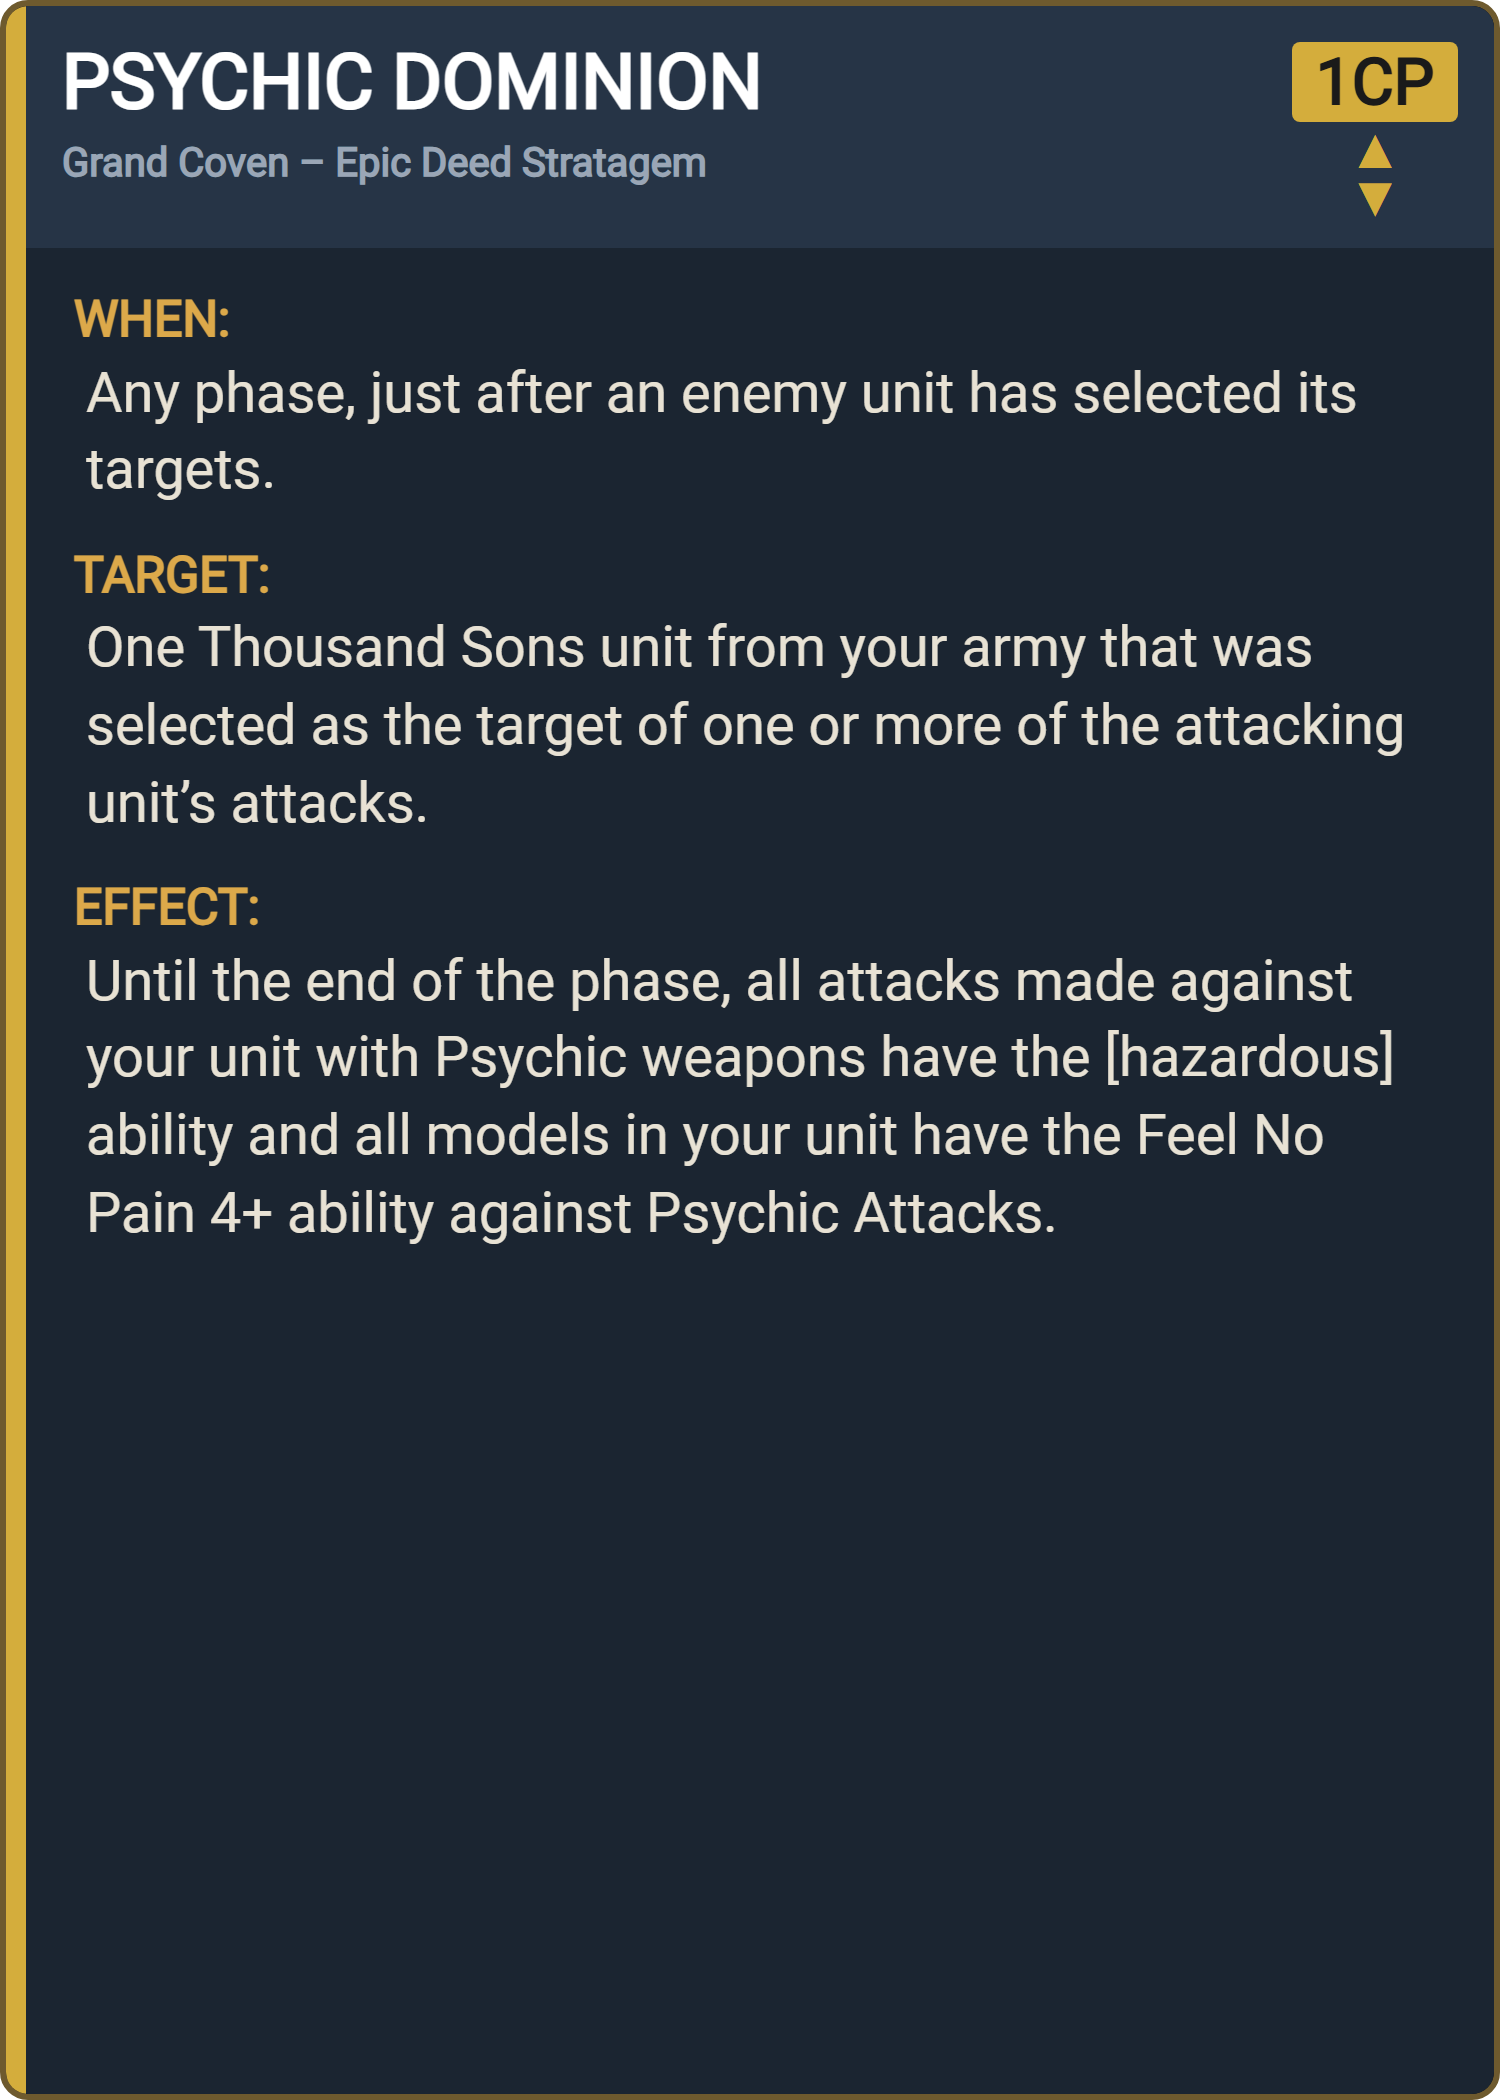 PSYCHIC DOMINION
1CP
Grand Coven – Epic Deed Stratagem
WHEN:
Any phase, just after an enemy unit has selected its
targets.
TARGET:
One Thousand Sons unit from your army that was
selected as the target of one or more of the attacking
unit’s attacks.
EFFECT:
Until the end of the phase, all attacks made against
your unit with Psychic weapons have the [hazardous]
ability and all models in your unit have the Feel No
Pain 4+ ability against Psychic Attacks.